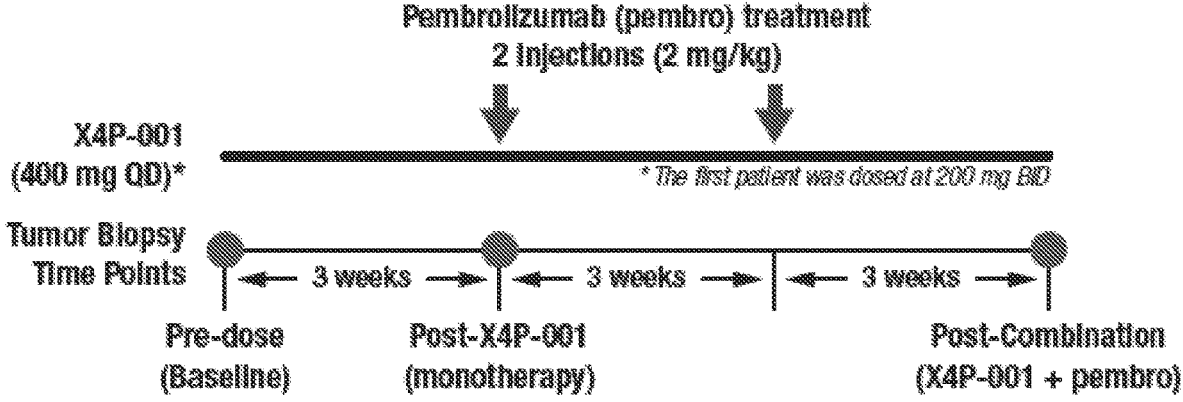 Pembrolizumab (pembro) treatment
2 Injections (2 mg/kg)
X4P-001
(400 mg QD)*
* The first patient was dosed at 200 mg BID
Tumor Biopsy
Time Points
3 weeks
3 weeks
3 weeks
Pre-dose
(Baseline)
Post-X4P-001
(monotherapy)
Post-Combination
(X4P-001 + pembro)